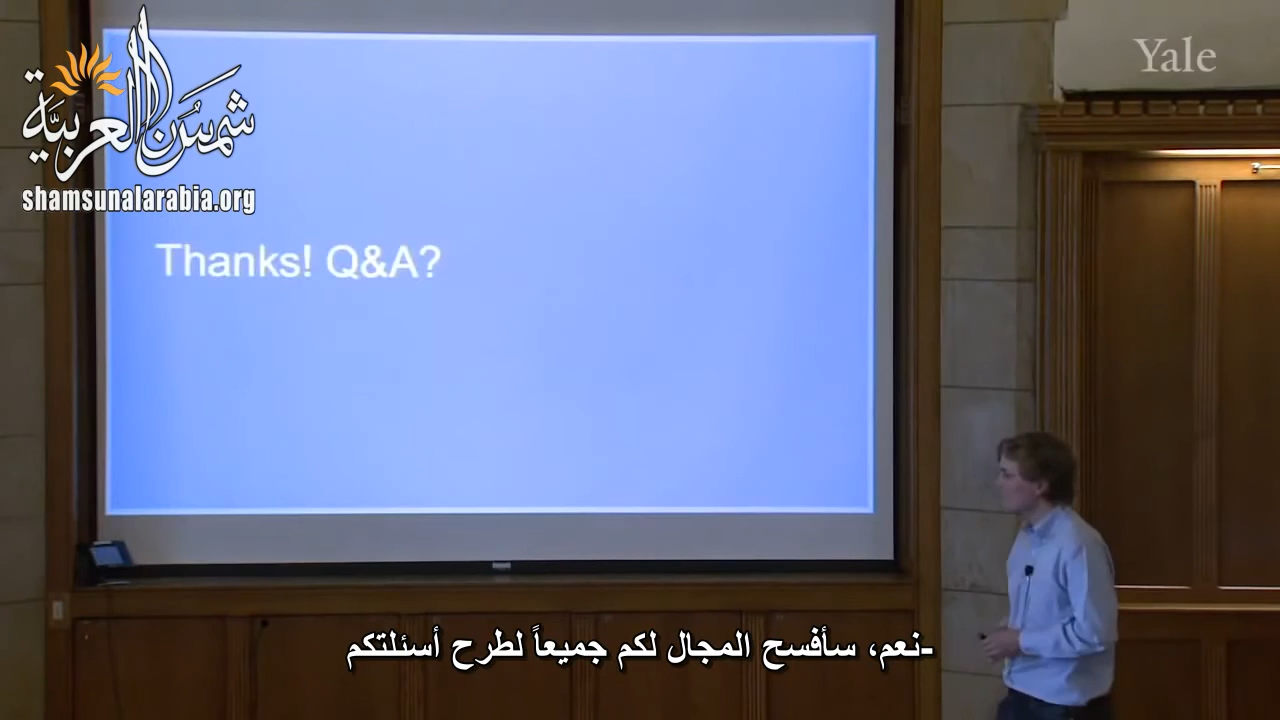 شمس العربية
shamsunalarabia.org
Yale
Thanks! Q&A?
-نعم، سأفسح المجال لكم جميعاً لطرح أسئلتكم